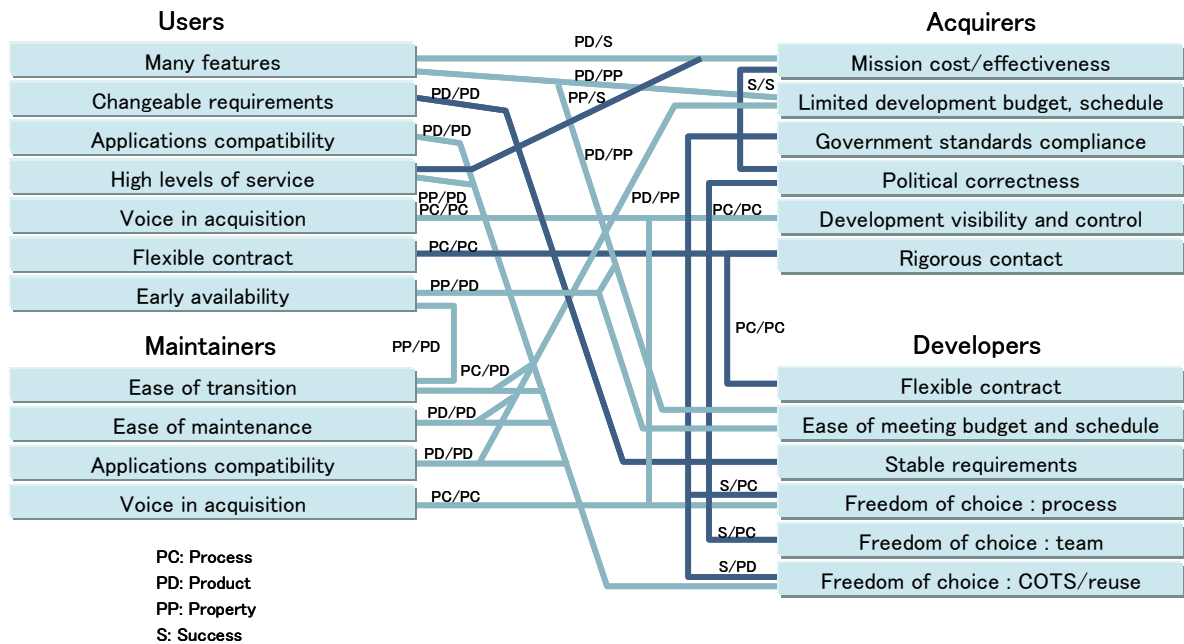 Users
Acquirers
Many features
Changeable requirements
Applications compatibility
High levels of service
Voice in acquisition
Flexible contract
Early availability
Mission cost/effectiveness
Limited development budget, schedule
Government standards compliance
Political correctness
Development visibility and control
Rigorous contact
PD/S
PD/PP
PP/S
S/S
PD/PD
PD/PD
PD/PP
PP/PD
PC/PC
PD/PP
PC/PC
PC/PC
PP/PD
PC/PC
PP/PD
Maintainers
Developers
Ease of transition
Ease of maintenance
Applications compatibility
Voice in acquisition
PC/PD
PD/PD
PD/PD
PC/PC
Flexible contract
Ease of meeting budget and schedule
Stable requirements
Freedom of choice : process
Freedom of choice : team
Freedom of choice : COTS/reuse
S/PC
S/PC
S/PD
PC: Process
PD: Product
PP: Property
S: Success